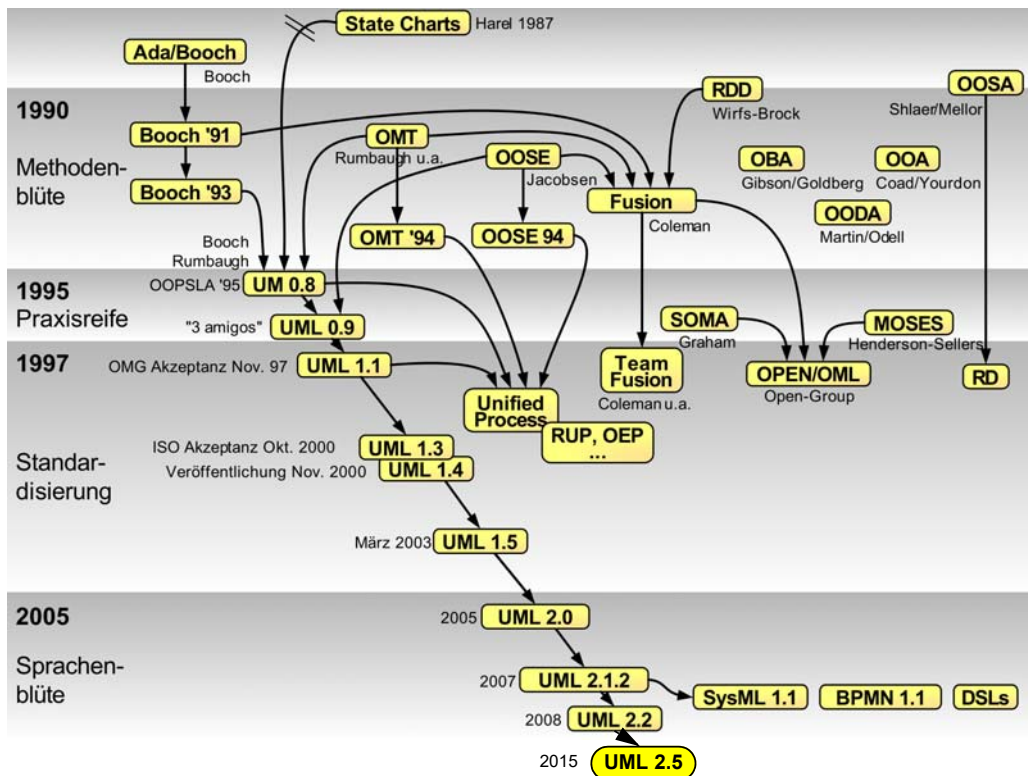 State Charts
Harel 1987
Ada/Booch
Booch
RDD
Wirfs-Brock
OOSA
Shlaer/Mellor
1990
Methoden-
blüte
Booch '91
OMT
Rumbaugh u.a.
OOSE
Jacobsen
OBA
Gibson/Goldberg
OOA
Coad/Yourdon
Booch '93
Fusion
Coleman
OODA
Martin/Odell
OMT '94
OOSE 94
Booch
Rumbaugh
OOPSLA '95
UM 0.8
1995
Praxisreife
"3 amigos"
UML 0.9
SOMA
Graham
MOSES
Henderson-Sellers
1997
OMG Akzeptanz Nov. 97
UML 1.1
Team
Fusion
Coleman u.a.
OPEN/OML
Open-Group
RD
Unified
Process
RUP, OEP
...
ISO Akzeptanz Okt. 2000
UML 1.3
Veröffentlichung Nov. 2000
UML 1.4
Standar-
disierung
März 2003
UML 1.5
2005
Sprachen-
blüte
2005
UML 2.0
2007
UML 2.1.2
SysML 1.1
BPMN 1.1
DSLs
2008
UML 2.2
2015
UML 2.5